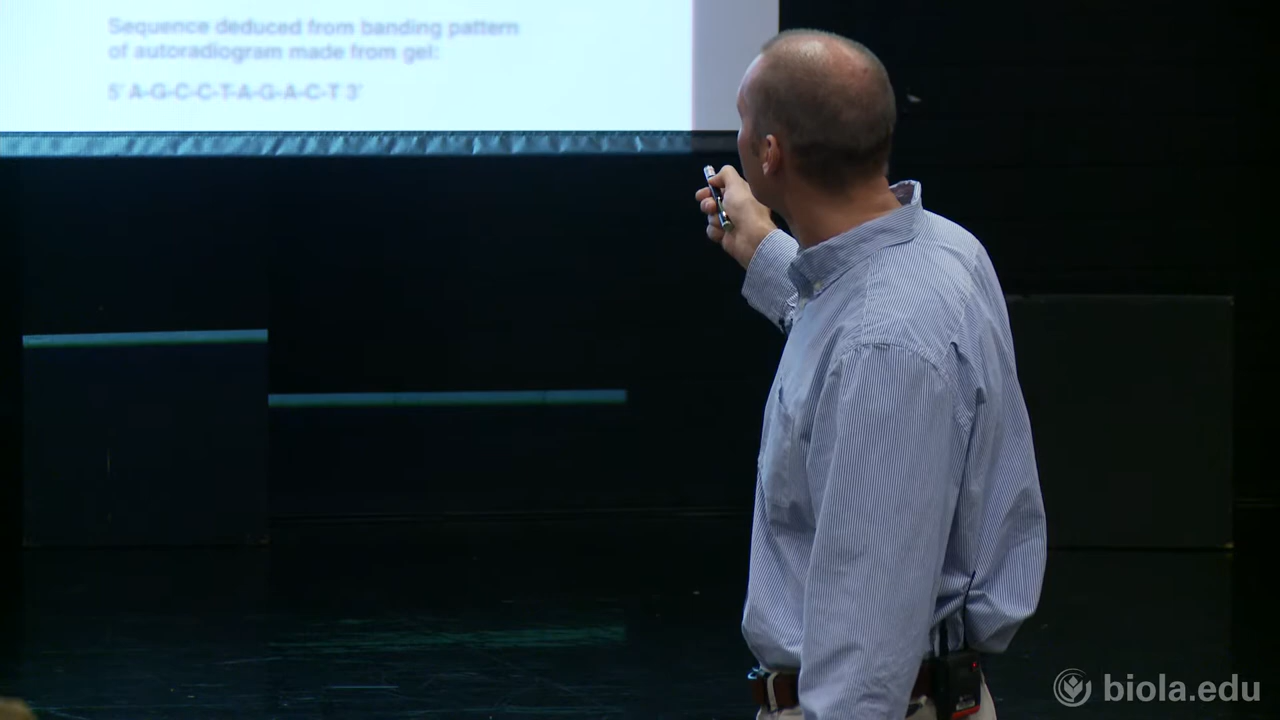 Sequence deduced from banding pattern
of autoradiogram made from gel:
5' A-G-C-C-T-A-G-A-C-T 3'
biola.edu